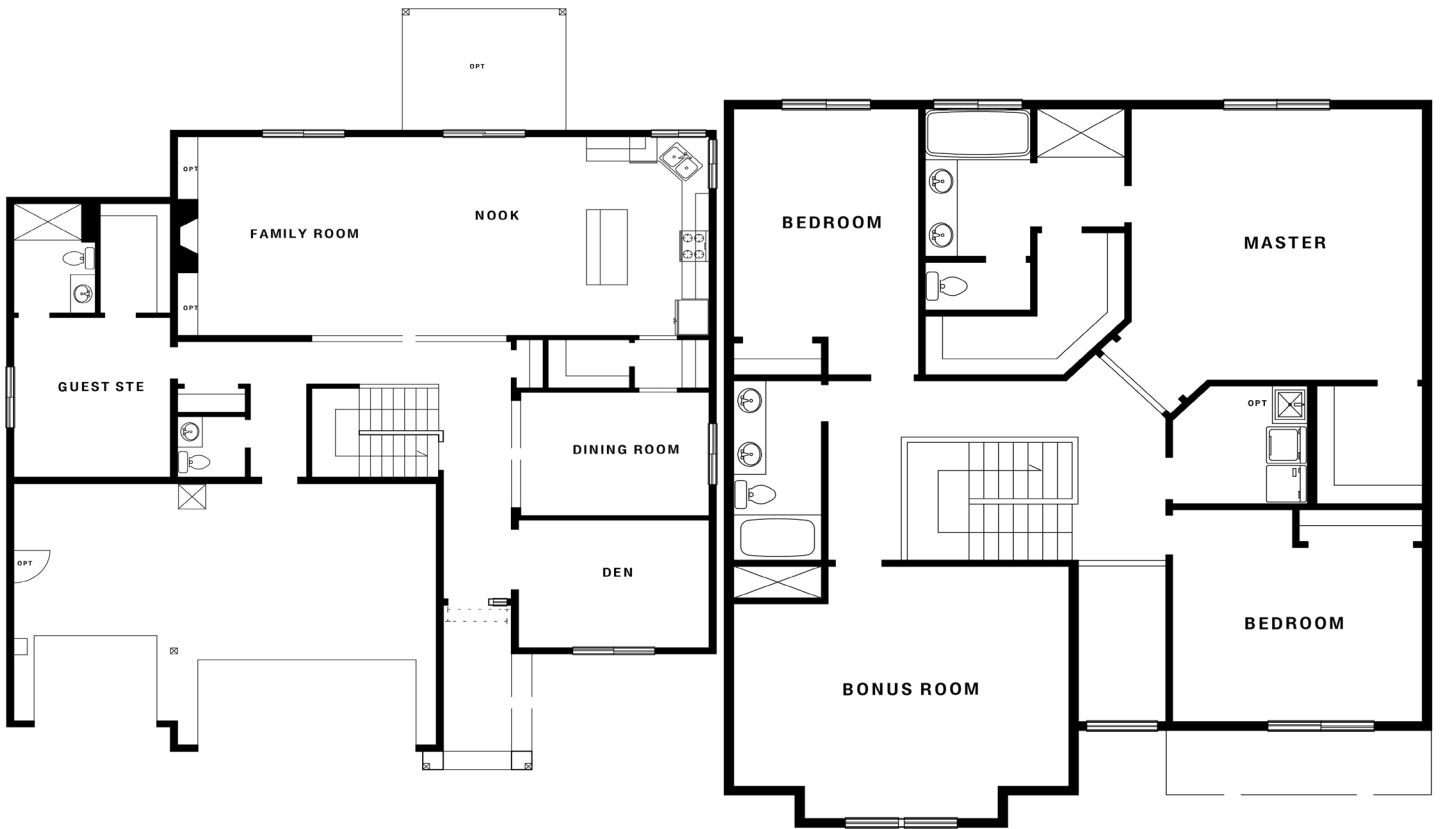 OPT
OPT
FAMILY ROOM
NOOK
OPT
GUEST STE
DINING ROOM
OPT
DEN
BEDROOM
MASTER
OPT
BEDROOM
BONUS ROOM